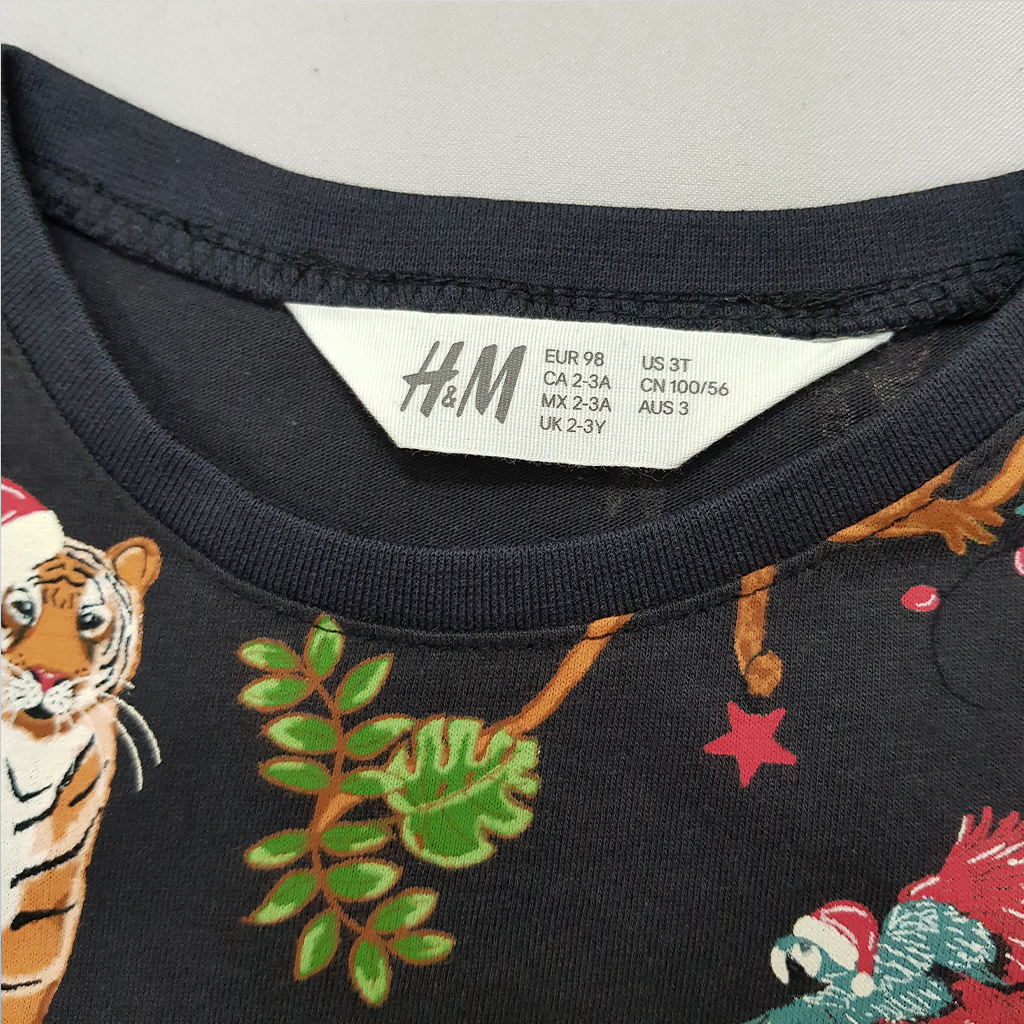 H&M
EUR 98
CA 2-3A
MX 2-3A
UK 2-3Y
US 3T
CN 100/56
AUS 3